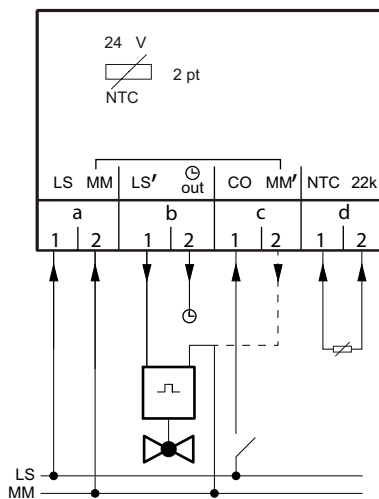 24 V
2 pt
NTC
LS MM LS' out CO MM' NTC 22k
a b c d
1 2 1 2 1 2 1 2
LS
MM